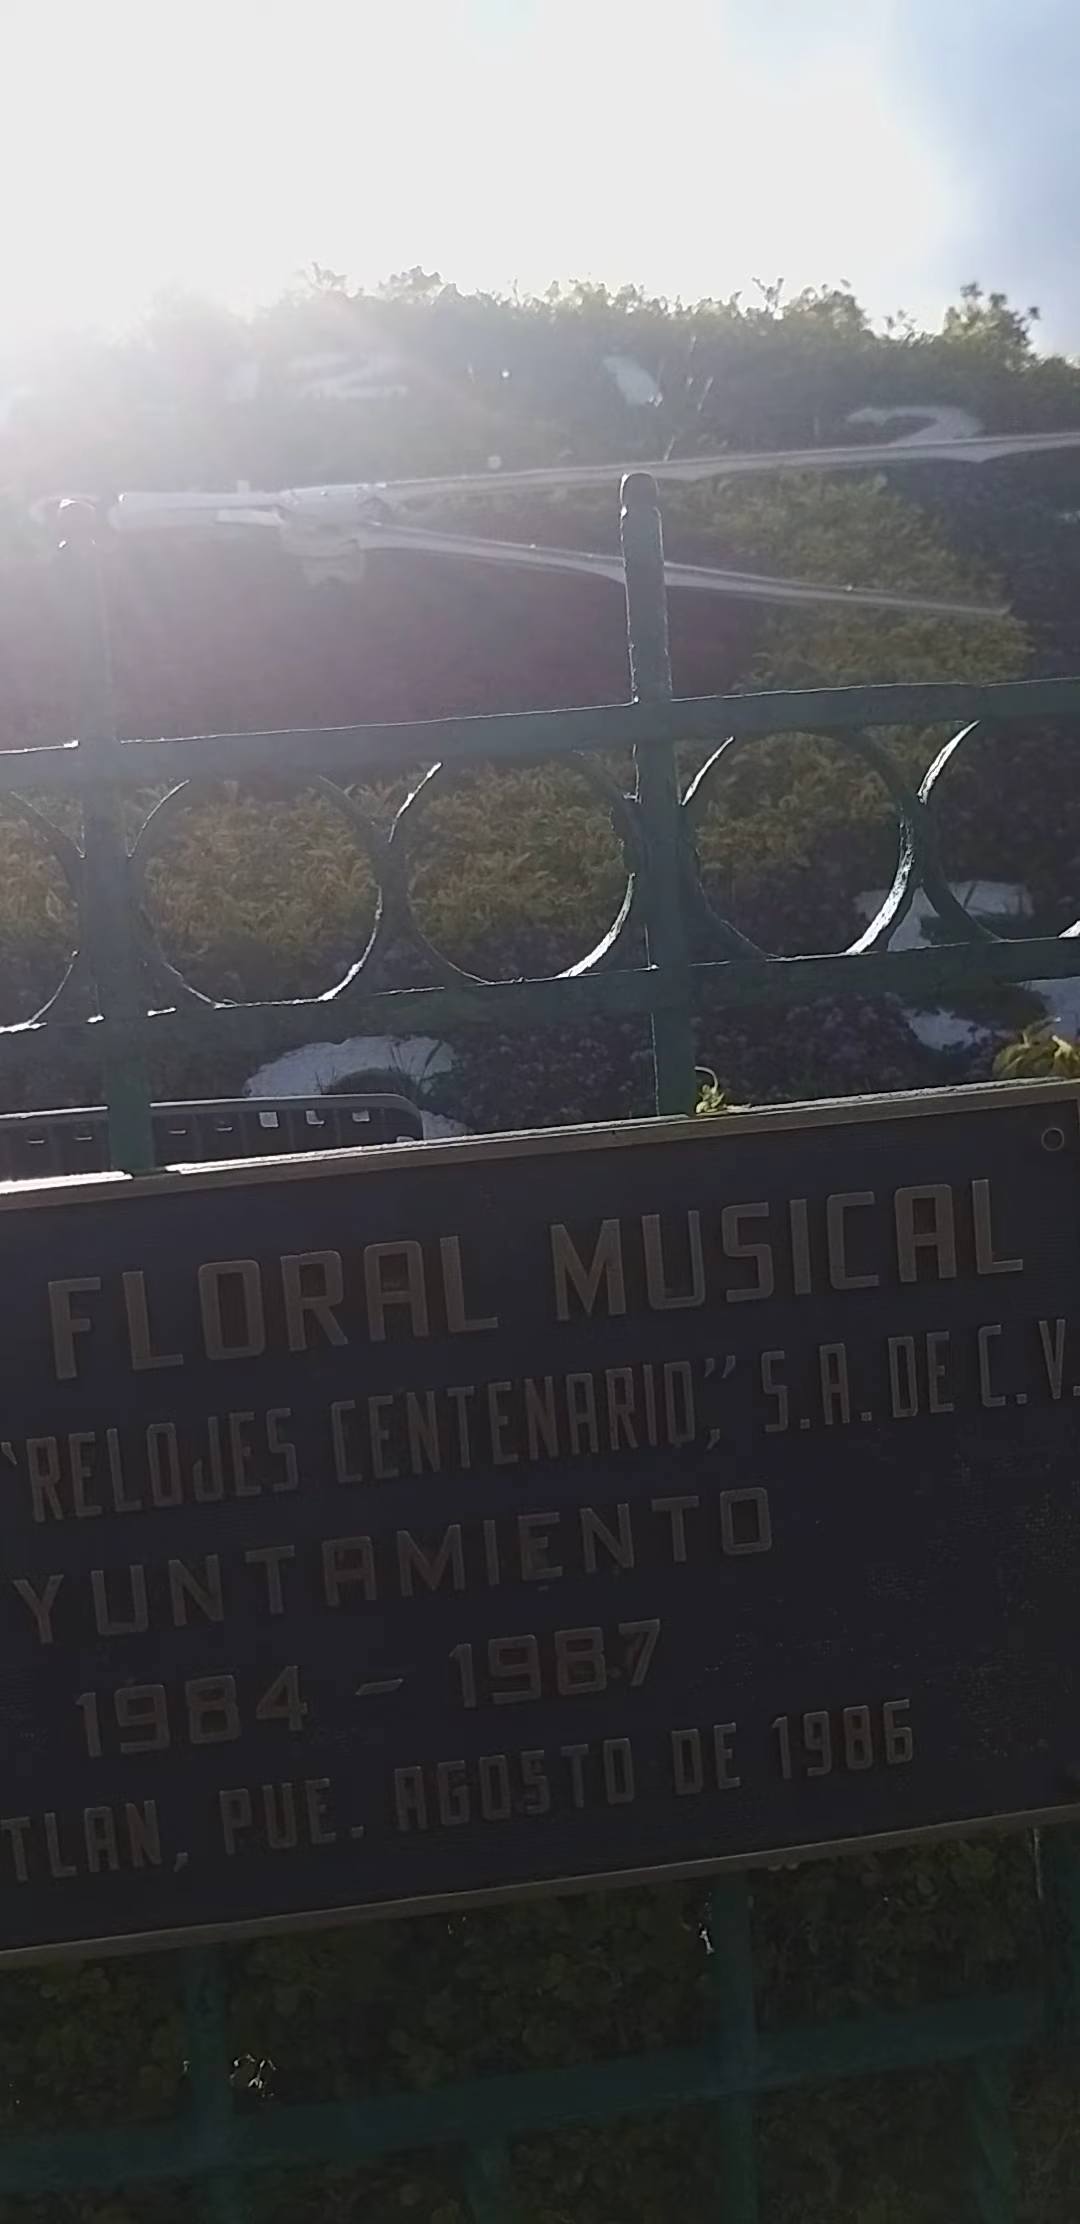 FLORAL MUSICAL
"RELOJES CENTENARIO", S.A. DE C.V.
YUNTAMIENTO
1984 - 1987
TLAN, PUE. AGOSTO DE 1986